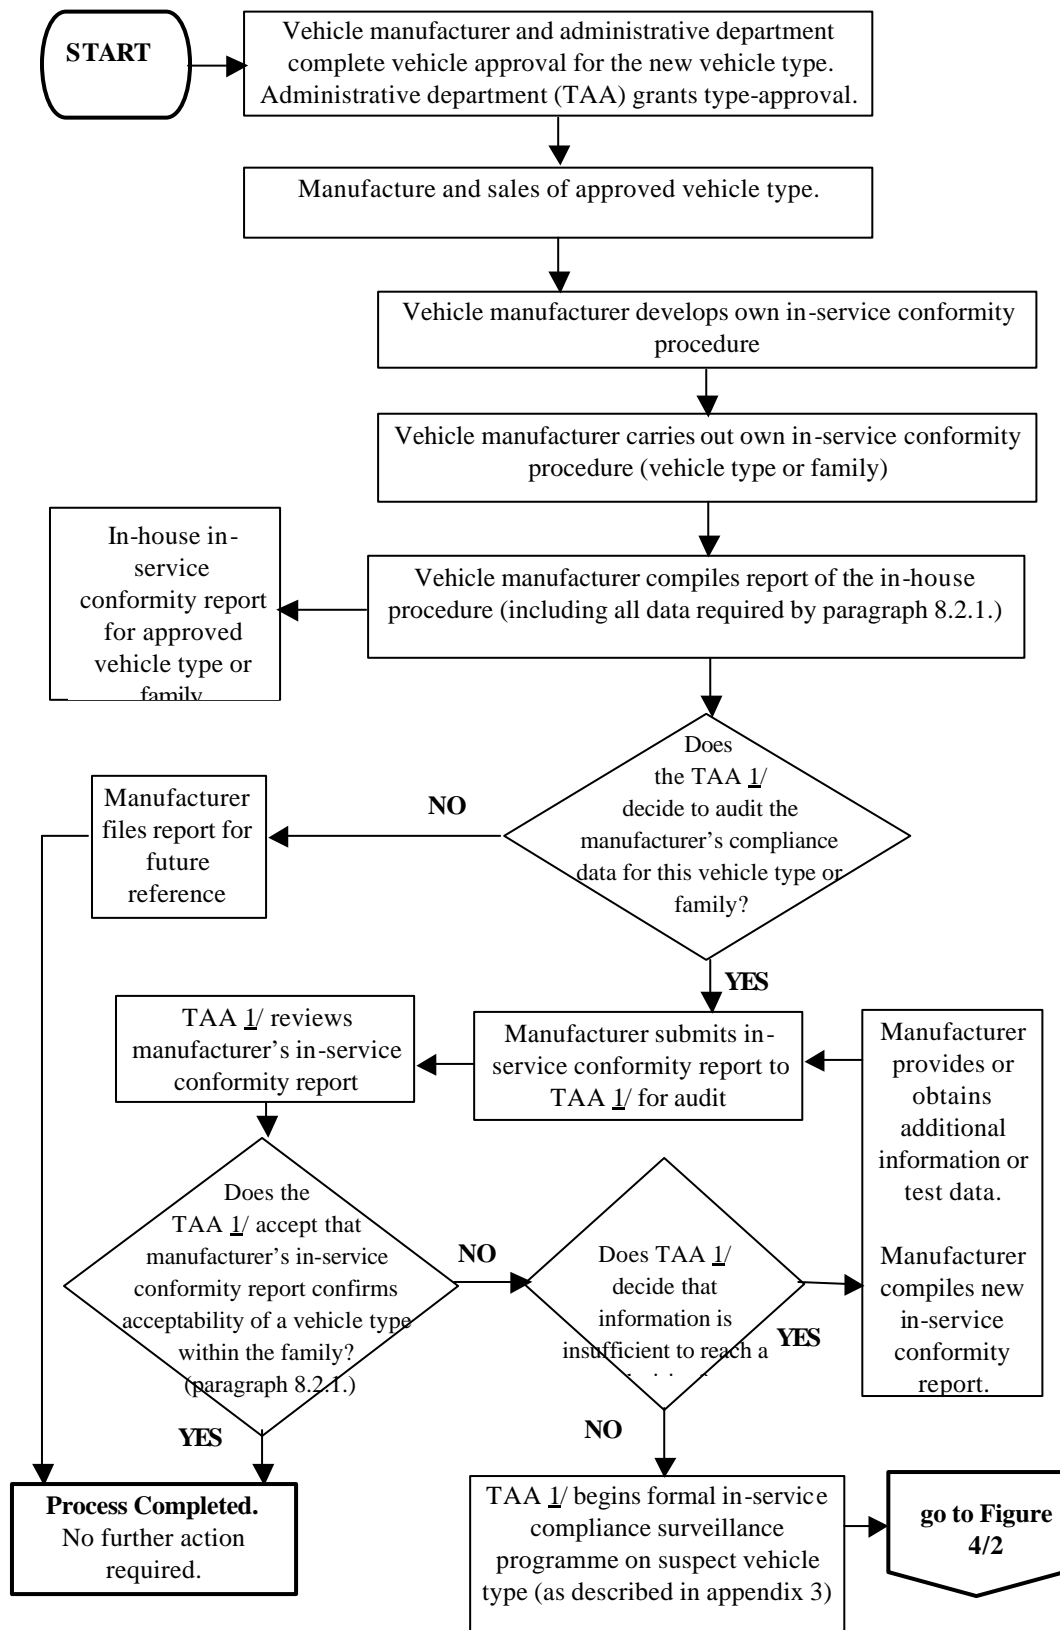 START
Vehicle manufacturer and administrative department
complete vehicle approval for the new vehicle type.
Administrative department (TAA) grants type-approval.
Manufacture and sales of approved vehicle type.
Vehicle manufacturer develops own in-service conformity
procedure
Vehicle manufacturer carries out own in-service conformity
procedure (vehicle type or family)
In-house in-
service
conformity report
for approved
vehicle type or
family
Vehicle manufacturer compiles report of the in-house
procedure (including all data required by paragraph 8.2.1.)
Does
the TAA 1/
decide to audit the
manufacturer’s compliance
data for this vehicle type or
family?
NO
Manufacturer
files report for
future
reference
YES
TAA 1/ reviews
manufacturer’s in-service
conformity report
Manufacturer submits in-
service conformity report to
TAA 1/ for audit
Manufacturer
provides or
obtains
additional
information or
test data.
Manufacturer
compiles new
in-service
conformity
report.
Does the
TAA 1/ accept that
manufacturer’s in-service
conformity report confirms
acceptability of a vehicle type
within the family?
(paragraph 8.2.1.)
NO
Does TAA 1/
decide that
information is
insufficient to reach a
YES
YES
NO
Process Completed.
No further action
required.
TAA 1/ begins formal in-service
compliance surveillance
programme on suspect vehicle
type (as described in appendix 3)
go to Figure
4/2